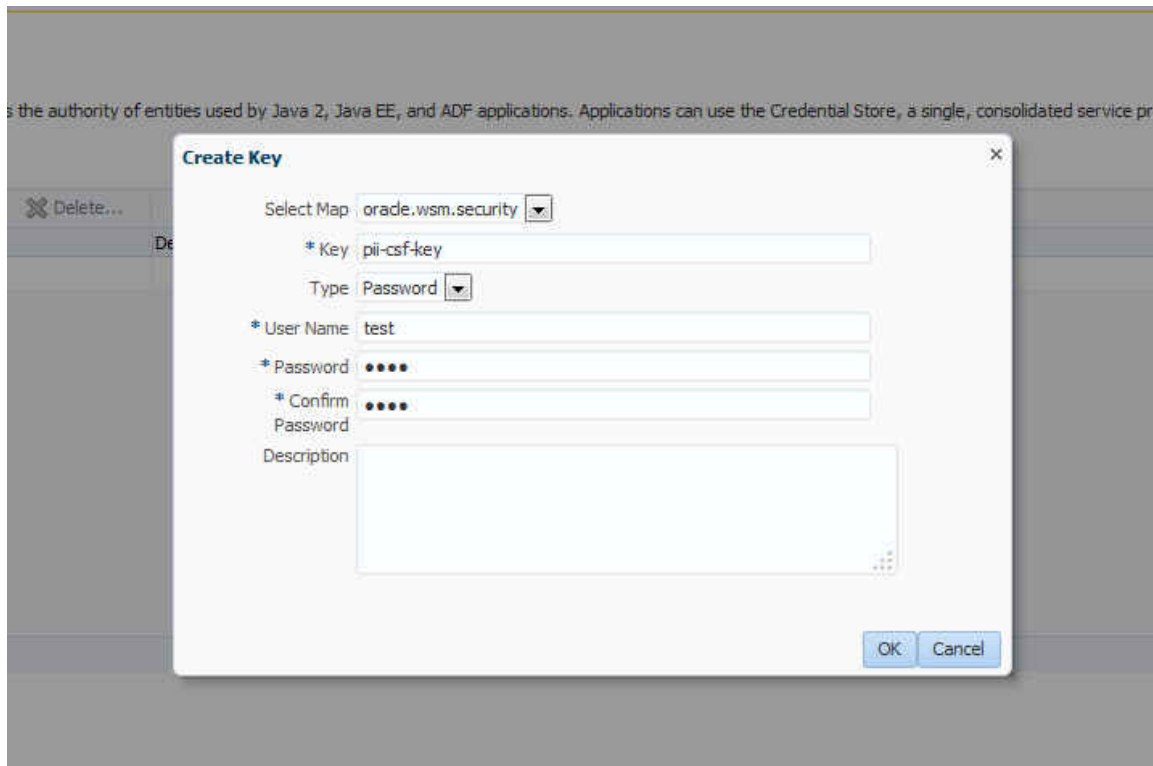 s the authority of entities used by Java 2, Java EE, and ADF applications. Applications can use the Credential Store, a single, consolidated service pr
Create Key
Delete...
De
Select Map oracle.wsm.security
* Key pii-csf-key
Type Password
* User Name test
* Password ••••
* Confirm Password ••••
Description
OK Cancel